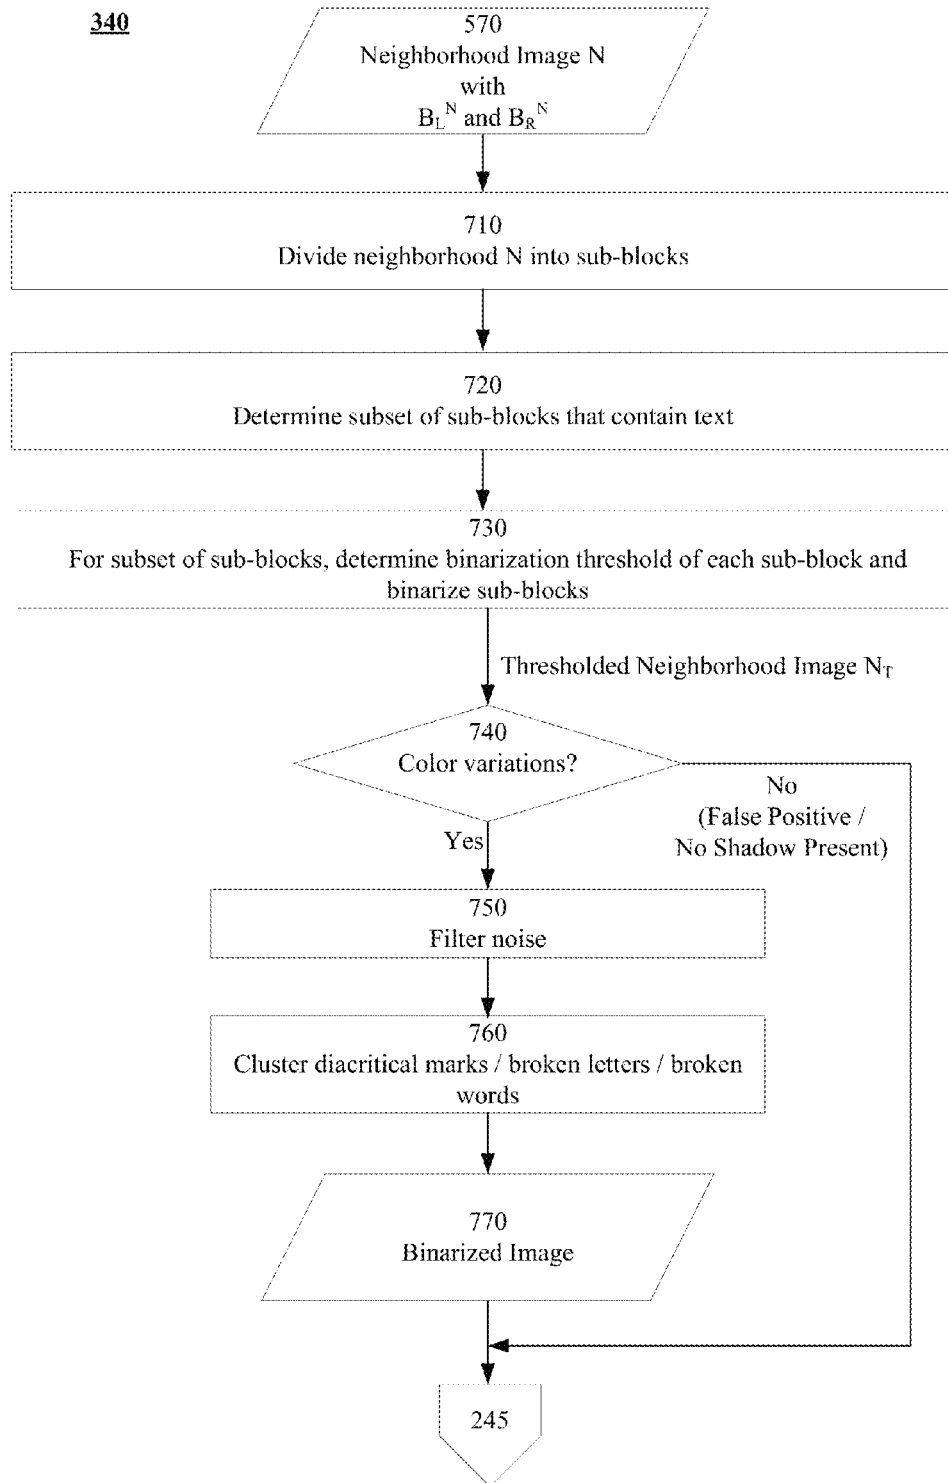 340
570
Neighborhood Image N
with
B_L^N and B_R^N
710
Divide neighborhood N into sub-blocks
720
Determine subset of sub-blocks that contain text
730
For subset of sub-blocks, determine binarization threshold of each sub-block and
binarize sub-blocks
Thresholded Neighborhood Image N_T
740
Color variations?
No
(False Positive /
No Shadow Present)
Yes
750
Filter noise
760
Cluster diacritical marks / broken letters / broken
words
770
Binarized Image
245